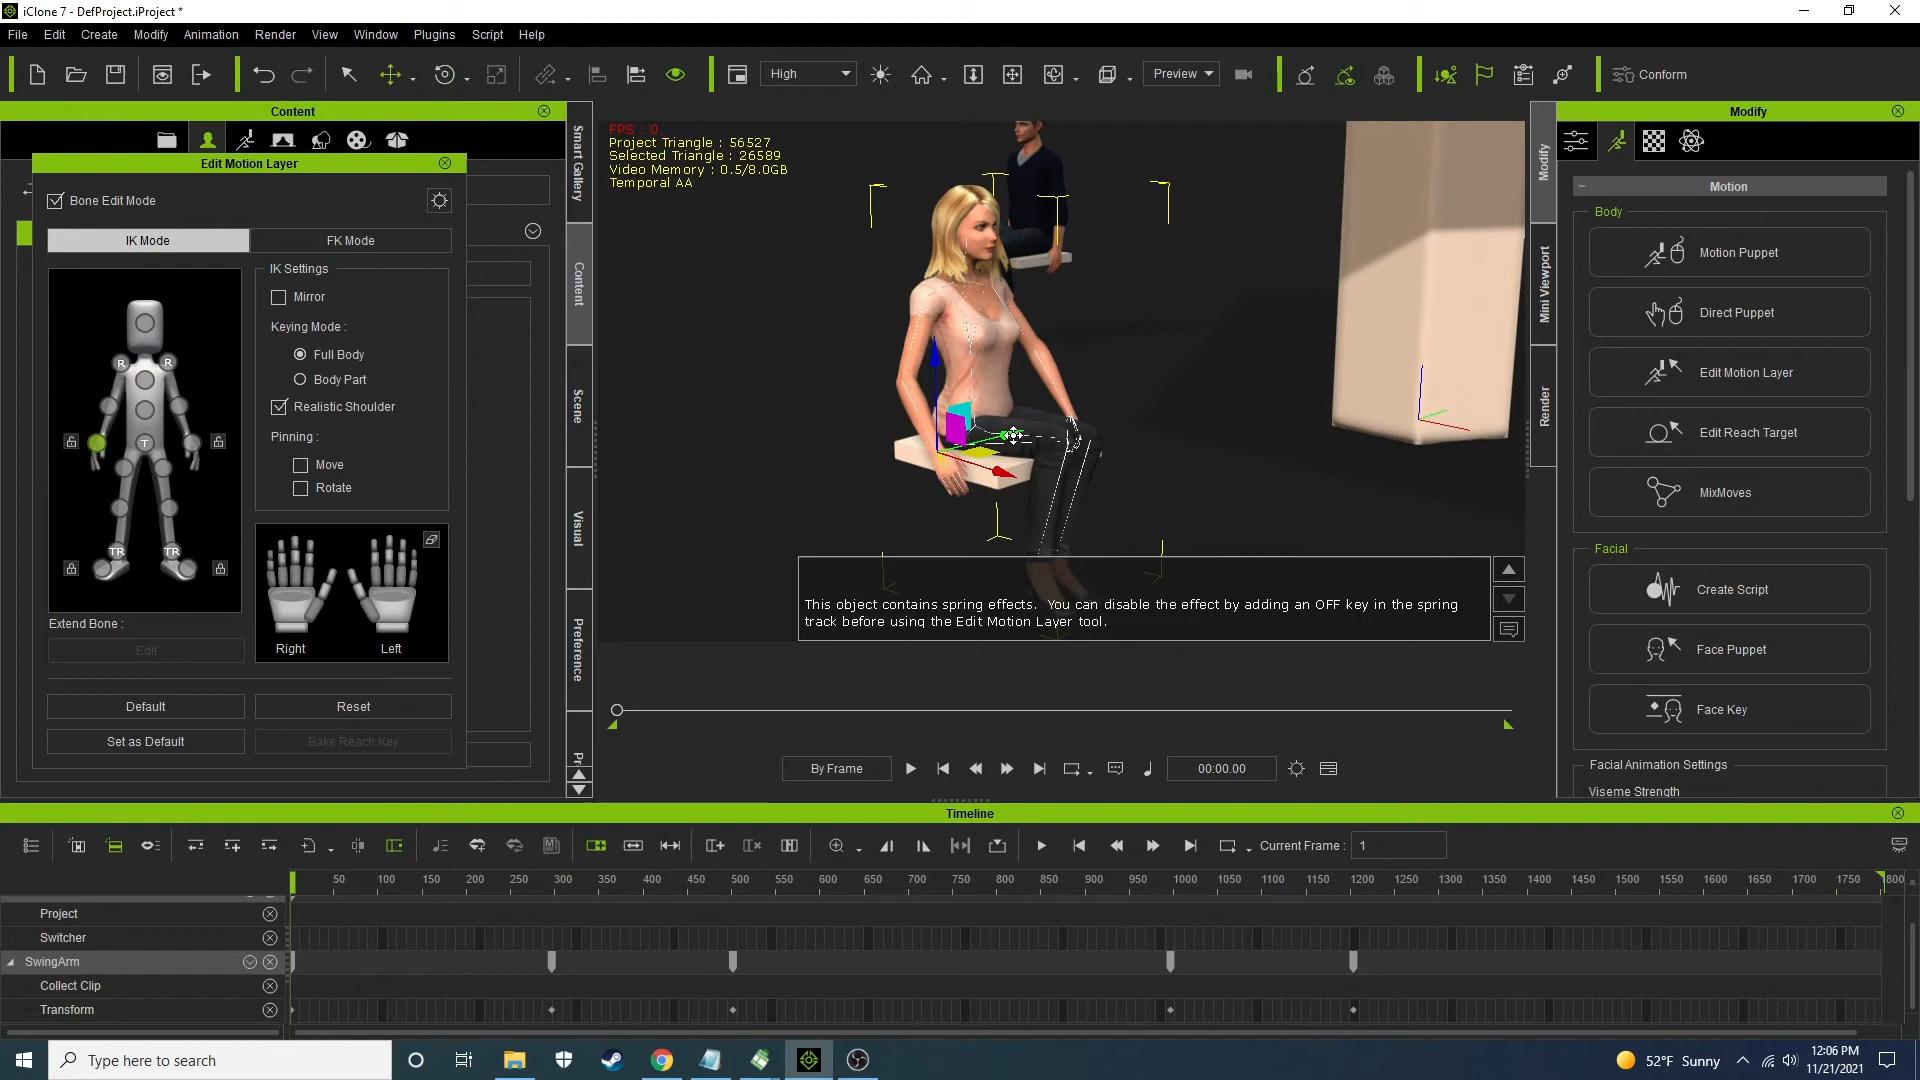 iClone 7 - DefProject.iProject *
File Edit Create Modify Animation Render View Window Plugins Script Help
High
Preview
Conform
Content
Edit Motion Layer
Bone Edit Mode
IK Mode
FK Mode
R R
T
TR TR
IK Settings
Mirror
Keying Mode :
Full Body
Body Part
Realistic Shoulder
Pinning :
Move
Rotate
Right
Left
Extend Bone :
Edit
Default
Reset
Set as Default
Bake Reach Key
Smart Gallery
Content
Scene
Visual
Preference
Pr
FPS : 0
Project Triangle : 56527
Selected Triangle : 26589
Video Memory : 0.5/8.0GB
Temporal AA
This object contains spring effects. You can disable the effect by adding an OFF key in the spring
track before using the Edit Motion Layer tool.
By Frame
00:00.00
Modify
Mini Viewport
Render
Modify
Motion
Body
Motion Puppet
Direct Puppet
Edit Motion Layer
Edit Reach Target
MixMoves
Facial
Create Script
Face Puppet
Face Key
Facial Animation Settings
Viseme Strength
Timeline
Current Frame : 1
50 100 150 200 250 300 350 400 450 500 550 600 650 700 750 800 850 900 950 1000 1050 1100 1150 1200 1250 1300 1350 1400 1450 1500 1550 1600 1650 1700 1750 800
Project
Switcher
SwingArm
Collect Clip
Transform
Type here to search
52°F Sunny
12:06 PM
11/21/2021